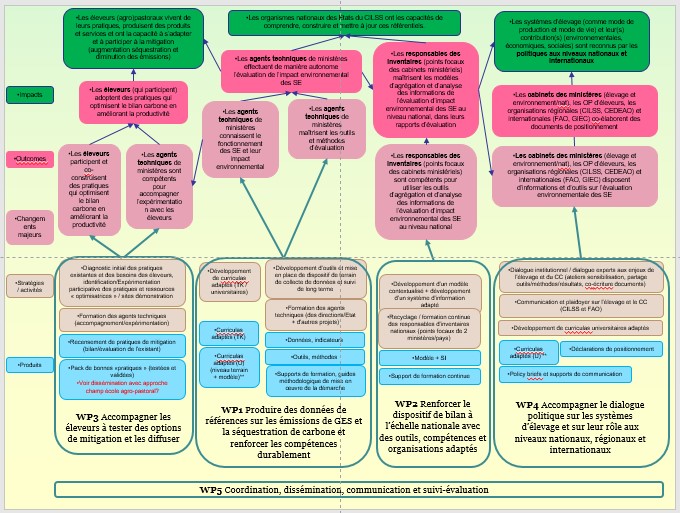 •Les éleveurs (agro)pastoraux vivent de
leurs pratiques, produisent des produits
et services et ont la capacité à s'adapter
et à participer à la mitigation
(augmentation séquestration et
diminution des émissions)
•Les organismes nationaux des Etats du CILSS ont les capacités de
comprendre, construire et mettre à jour ces référentiels.
•Les systèmes d'élevage (comme mode de
production et mode de vie) et leur(s)
contribution(s) (environnementales,
économiques, sociales) sont reconnus par les
politiques aux niveaux nationaux et
internationaux
•Impacts
•Les éleveurs (qui participent)
adoptent des pratiques qui
optimisent le bilan carbone en
améliorant la productivité
•Les agents techniques de ministères
effectuent de manière autonome
l'évaluation de l'impact environnemental
des SE
•Les responsables des
inventaires (points focaux
des cabinets ministériels)
maîtrisent les modèles
d'agrégation et d'analyse
des informations de
l'évaluation d'impact
environnemental des SE au
niveau national, dans leurs
rapports d'évaluation
•Les cabinets des ministères (élevage et
environnement/nat), les OP d'éleveurs, les
organisations régionales (CILSS, CEDEAO) et
internationales (FAO, GIEC) co-élaborent des
documents de positionnement
•Outcomes
•Les éleveurs
participent et
co-
construisent
des pratiques
qui optimisent
le bilan
carbone en
améliorant la
productivité
•Les agents
techniques de
ministères sont
compétents
pour
accompagner
l'expérimentatio
n avec les
éleveurs
•Les agents
techniques de
ministères
connaissent le
fonctionnement
des SE et leur
impact
environnemental
•Les agents
techniques de
ministères
maîtrisent les outils
et méthodes
d'évaluation
•Les responsables des
inventaires (points focaux
des cabinets ministériels)
sont compétents pour
utiliser les outils
d'agrégation et d'analyse
des informations de
l'évaluation d'impact
environnemental des SE
au niveau national
•Les cabinets des ministères (élevage et
environnement/nat), les OP d'éleveurs, les
organisations régionales (CILSS, CEDEAO) et
internationales (FAO, GIEC) disposent
d'informations et d'outils sur l'évaluation
environnementale des SE
•Changem
ents
majeurs
•Stratégies
/ activités
•Diagnostic initial des pratiques
existantes et des besoins des éleveurs,
identification/Expérimentation
participative des pratiques et ressources
« optimisatrices » / sites démonstration
•Formation des agents techniques
(accompagnement/expérimentation)
•Recensement de pratiques de mitigation
(bilan/évaluation de l'existant)
•Pack de bonnes «pratiques » (testées et
validées)
•Voir dissémination avec approche
champ école agro-pastoral?
WP3 Accompagner les
éleveurs à tester des options
de mitigation et les diffuser
•Développement
de curriculas
adaptés (TK /
universitaires)
•Développement d'outils et mise
en place de dispositif de terrain
de collecte de données et suivi
de long terme
•Formation des agents
techniques (des directions/Etat
+ d'autres projets)
•Curriculas
adaptés (TK)
•Données, indicateurs
•Curriculas
adaptés (U)
(niveau terrain
+ modèle)**
•Outils, méthodes
•Supports de formation, guides
méthodologique de mise en
œuvre de la démarche
WP1 Produire des données de
références sur les émissions de GES et
la séquestration de carbone et
renforcer les compétences
durablement
•Développement d'un modèle
contextualisé + développement
d'un système d'information
adapté
•Recyclage / formation continue
des responsables d'inventaires
nationaux (points focaux de 2
ministères/pays)
•Modèle + SI
•Support de formation continue
WP2 Renforcer le
dispositif de bilan à
l'échelle nationale avec
des outils, compétences et
organisations adaptés
•Dialogue institutionnel / dialogue experts aux enjeux de
l'élevage et du CC (ateliers sensibilisation, partage
outils/méthodes/résultats, co-écriture documents)
•Communication et plaidoyer sur l'élevage et le CC
(CILSS et FAO)
•Développement de curriculas universitaires adaptés
•Curriculas
adaptés (U)**
•Déclarations de positionnement
•Policy briefs et supports de communication
WP4 Accompagner le dialogue
politique sur les systèmes
d'élevage et sur leur rôle aux
niveaux nationaux, régionaux et
internationaux
•Produits
WP5 Coordination, dissémination, communication et suivi-évaluation